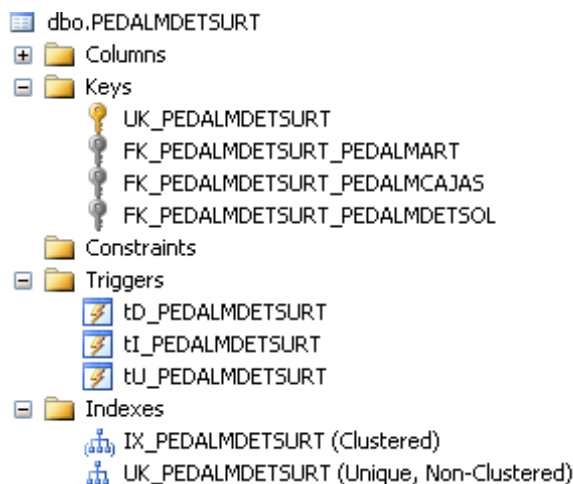 dbo.PEDALMDETSURT
Columns
Keys
UK_PEDALMDETSURT
FK_PEDALMDETSURT_PEDALMART
FK_PEDALMDETSURT_PEDALMCAJAS
FK_PEDALMDETSURT_PEDALMDETSOL
Constraints
Triggers
tD_PEDALMDETSURT
tI_PEDALMDETSURT
tU_PEDALMDETSURT
Indexes
IX_PEDALMDETSURT (Clustered)
UK_PEDALMDETSURT (Unique, Non-Clustered)